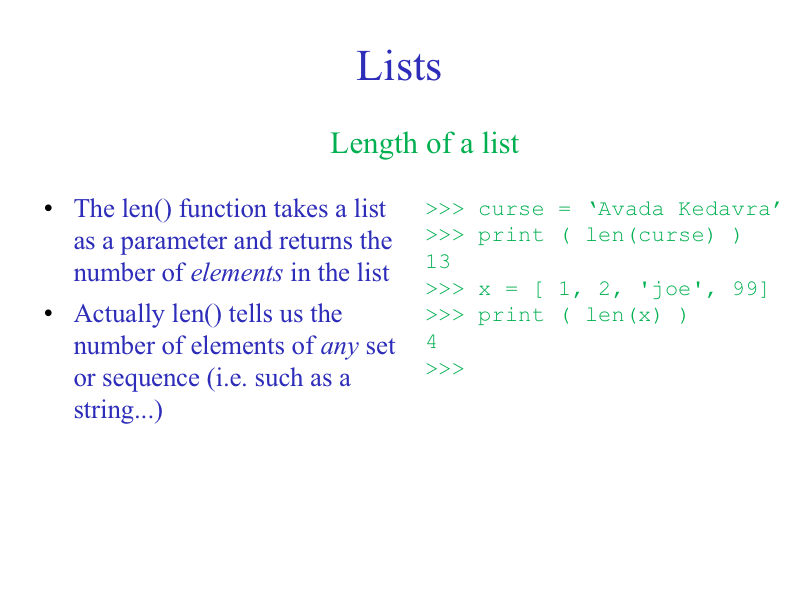 Lists
Length of a list
• The len() function takes a list
as a parameter and returns the
number of elements in the list
• Actually len() tells us the
number of elements of any set
or sequence (i.e. such as a
string...)
>>> curse = ‘Avada Kedavra’
>>> print ( len(curse) )
13
>>> x = [ 1, 2, 'joe', 99]
>>> print ( len(x) )
4
>>>